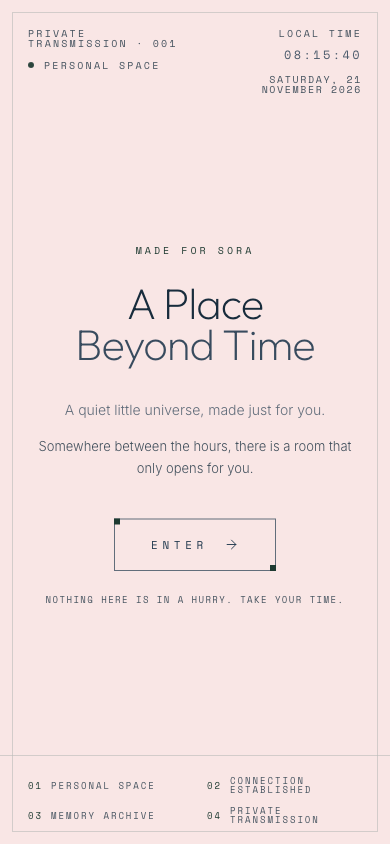 PRIVATE
TRANSMISSION · 001
PERSONAL SPACE
LOCAL TIME
08:15:40
SATURDAY, 21
NOVEMBER 2026
MADE FOR SORA
A Place
Beyond Time
A quiet little universe, made just for you.
Somewhere between the hours, there is a room that
only opens for you.
ENTER →
NOTHING HERE IS IN A HURRY. TAKE YOUR TIME.
01 PERSONAL SPACE
02 CONNECTION
ESTABLISHED
03 MEMORY ARCHIVE
04 PRIVATE
TRANSMISSION